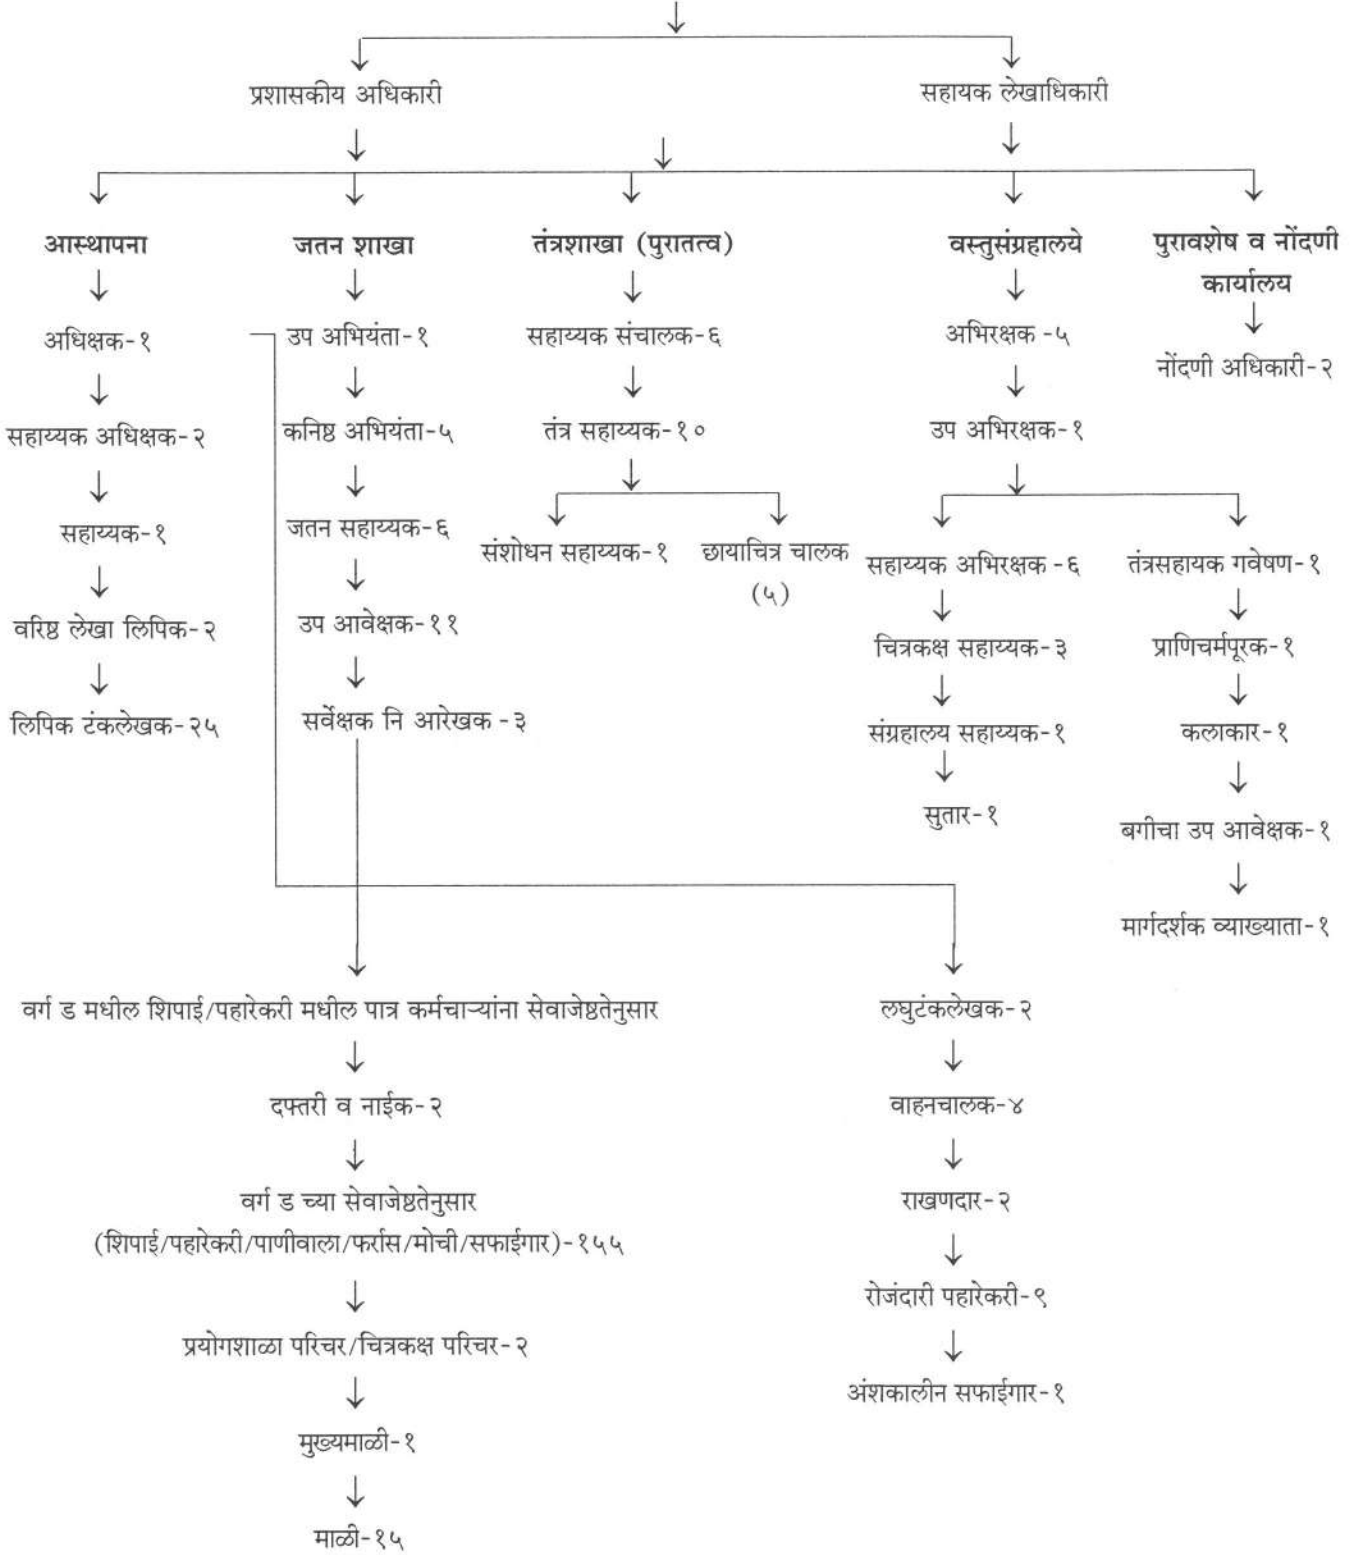 प्रशासकीय अधिकारी
सहायक लेखाधिकारी
आस्थापना
जतन शाखा
तंत्रशाखा (पुरातत्व)
वस्तुसंग्रहालये
पुरावशेष व नोंदणी
कार्यालय
अधिक्षक-१
सहाय्यक अधिक्षक-२
सहाय्यक-१
वरिष्ठ लेखा लिपिक-२
लिपिक टंकलेखक-२५
उप अभियंता-१
कनिष्ठ अभियंता-५
जतन सहाय्यक-६
उप आवेक्षक-११
सर्वेक्षक नि आरेखक -३
सहाय्यक संचालक-६
तंत्र सहाय्यक-१०
संशोधन सहाय्यक-१
छायाचित्र चालक
(५)
अभिरक्षक -५
उप अभिरक्षक-१
सहाय्यक अभिरक्षक -६
चित्रकक्ष सहाय्यक-३
संग्रहालय सहाय्यक-१
सुतार-१
तंत्रसहायक गवेषण-१
प्राणिचर्मपूरक-१
कलाकार-१
बगीचा उप आवेक्षक-१
मार्गदर्शक व्याख्याता-१
नोंदणी अधिकारी-२
वर्ग ड मधील शिपाई/पहारेकरी मधील पात्र कर्मचाऱ्यांना सेवाजेष्ठतेनुसार
दफ्तरी व नाईक-२
वर्ग ड च्या सेवाजेष्ठतेनुसार
(शिपाई/पहारेकरी/पाणीवाला/फर्रास/मोची/सफाईगार)-१५५
प्रयोगशाळा परिचर/चित्रकक्ष परिचर-२
मुख्यमाळी-१
माळी-१५
लघुटंकलेखक-२
वाहनचालक-४
राखणदार-२
रोजंदारी पहारेकरी-९
अंशकालीन सफाईगार-१